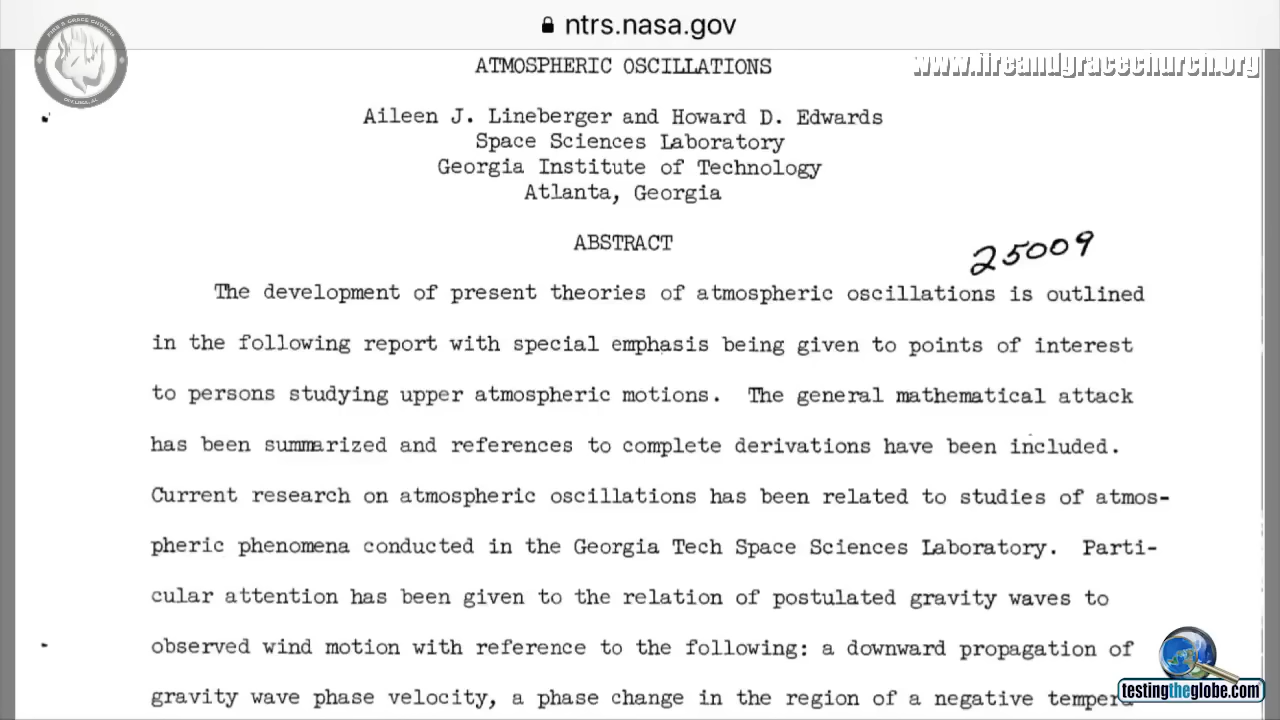 ntrs.nasa.gov
FIRE & GRACE CHURCH
www.fireandgracechurch.org
ATMOSPHERIC OSCILLATIONS
Aileen J. Lineberger and Howard D. Edwards
Space Sciences Laboratory
Georgia Institute of Technology
Atlanta, Georgia
ABSTRACT
25009
The development of present theories of atmospheric oscillations is outlined
in the following report with special emphasis being given to points of interest
to persons studying upper atmospheric motions. The general mathematical attack
has been summarized and references to complete derivations have been included.
Current research on atmospheric oscillations has been related to studies of atmos-
pheric phenomena conducted in the Georgia Tech Space Sciences Laboratory. Parti-
cular attention has been given to the relation of postulated gravity waves to
observed wind motion with reference to the following: a downward propagation of
gravity wave phase velocity, a phase change in the region of a negative tempera
testingtheglobe.com